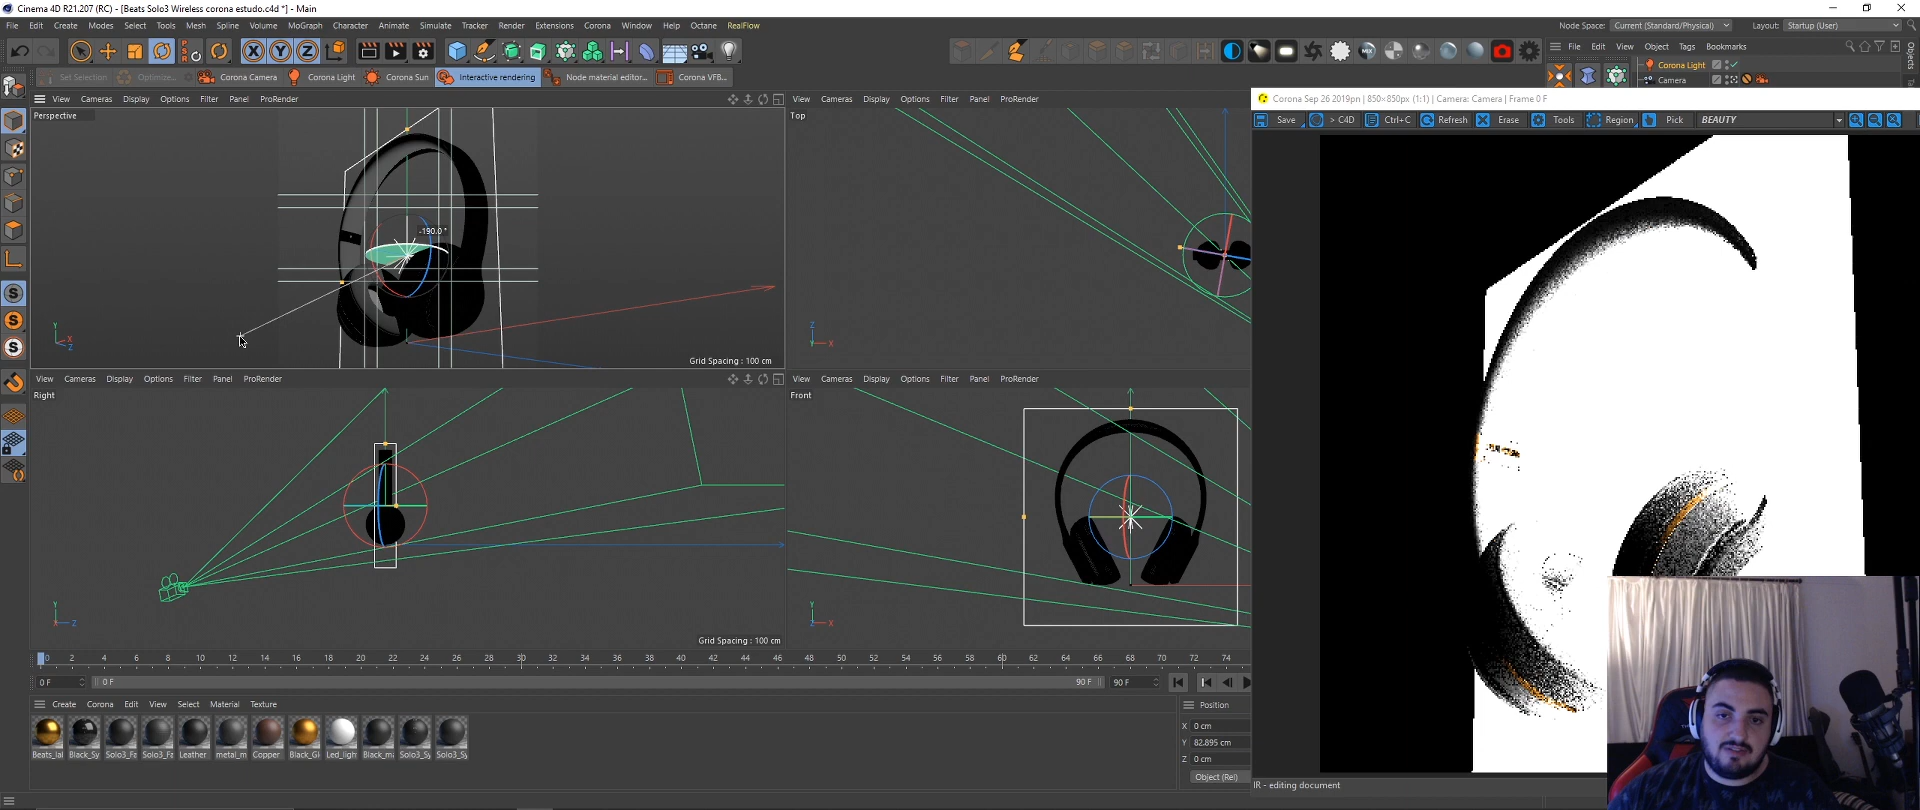 Cinema 4D R21.207 (RC) - [Beats Solo3 Wireless corona estudo.c4d *] - Main
File Edit Create Modes Select Tools Mesh Spline Volume MoGraph Character Animate Simulate Tracker Render Extensions Corona Window Help Octane RealFlow
Node Space: Current (Standard/Physical) Layout: Startup (User)
File Edit View Object Tags Bookmarks
Objects
Set Selection Optimize... Corona Camera Corona Light Corona Sun Interactive rendering Node material editor... Corona VFB...
Corona Light
Camera
View Cameras Display Options Filter Panel ProRender
View Cameras Display Options Filter Panel ProRender
Corona Sep 26 2019pn | 850×850px (1:1) | Camera: Camera | Frame 0 F
Perspective
Top
Save > C4D Ctrl+C Refresh Erase Tools Region Pick BEAUTY
-190.0 °
Y X Z
Z X
Grid Spacing : 100 cm
View Cameras Display Options Filter Panel ProRender
View Cameras Display Options Filter Panel ProRender
Right
Front
Y Z
Y X
Grid Spacing : 100 cm
0 2 4 6 8 10 12 14 16 18 20 22 24 26 28 30 32 34 36 38 40 42 44 46 48 50 52 54 56 58 60 62 64 66 68 70 72 74
0 F 0 F 90 F 90 F
Create Corona Edit View Select Material Texture
Position
X 0 cm
Y 82.895 cm
Z 0 cm
Object (Rel)
Beats_lal Black_Sy Solo3_Fa Solo3_Fa Leather metal_m Copper Black_Gl Led_ligh Black_m Solo3_Sy Solo3_Sy
IR - editing document